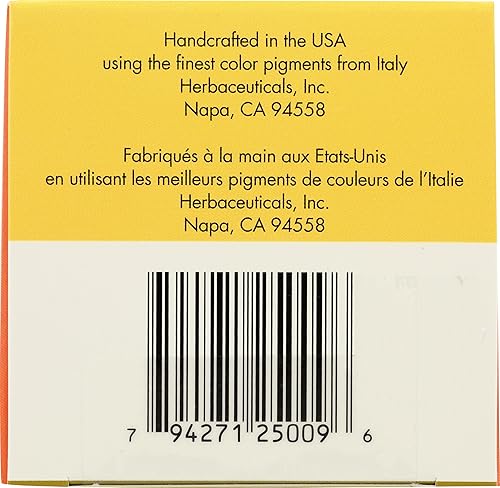 Handcrafted in the USA
using the finest color pigments from Italy
Herbaceuticals, Inc.
Napa, CA 94558
Fabriqués à la main aux Etats-Unis
en utilisant les meilleurs pigments de couleurs de l'Italie
Herbaceuticals, Inc.
Napa, CA 94558
7 94271 25009 6